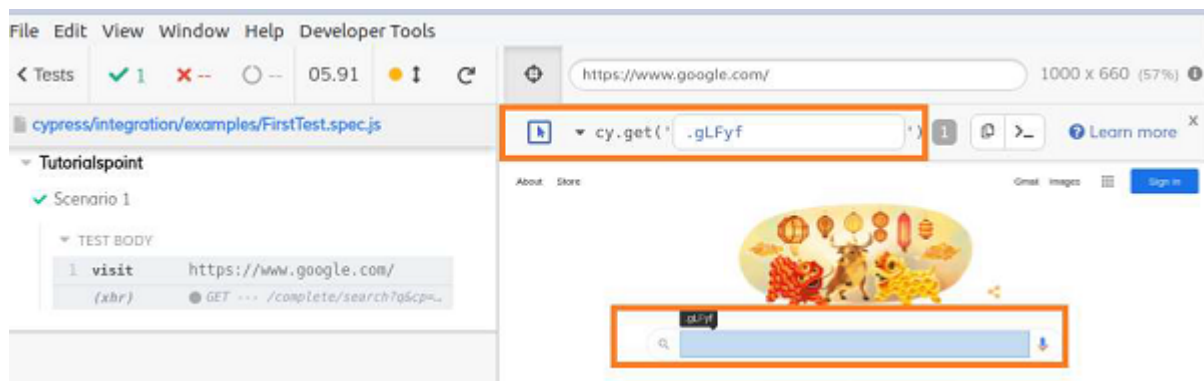 File Edit View Window Help Developer Tools
< Tests ✔ 1 ✖ -- -- 05.91
https://www.google.com/
1000 x 660 (57%)
cypress/integration/examples/FirstTest.spec.js
cy.get(' .gLFyf ') 1 >_ Learn more ×
Tutorialspoint
Scenario 1
TEST BODY
1 visit https://www.google.com/
(xhr) GET --- /complete/search?q&cp=…
About Store
Gmail Images Sign in
.gLFyf